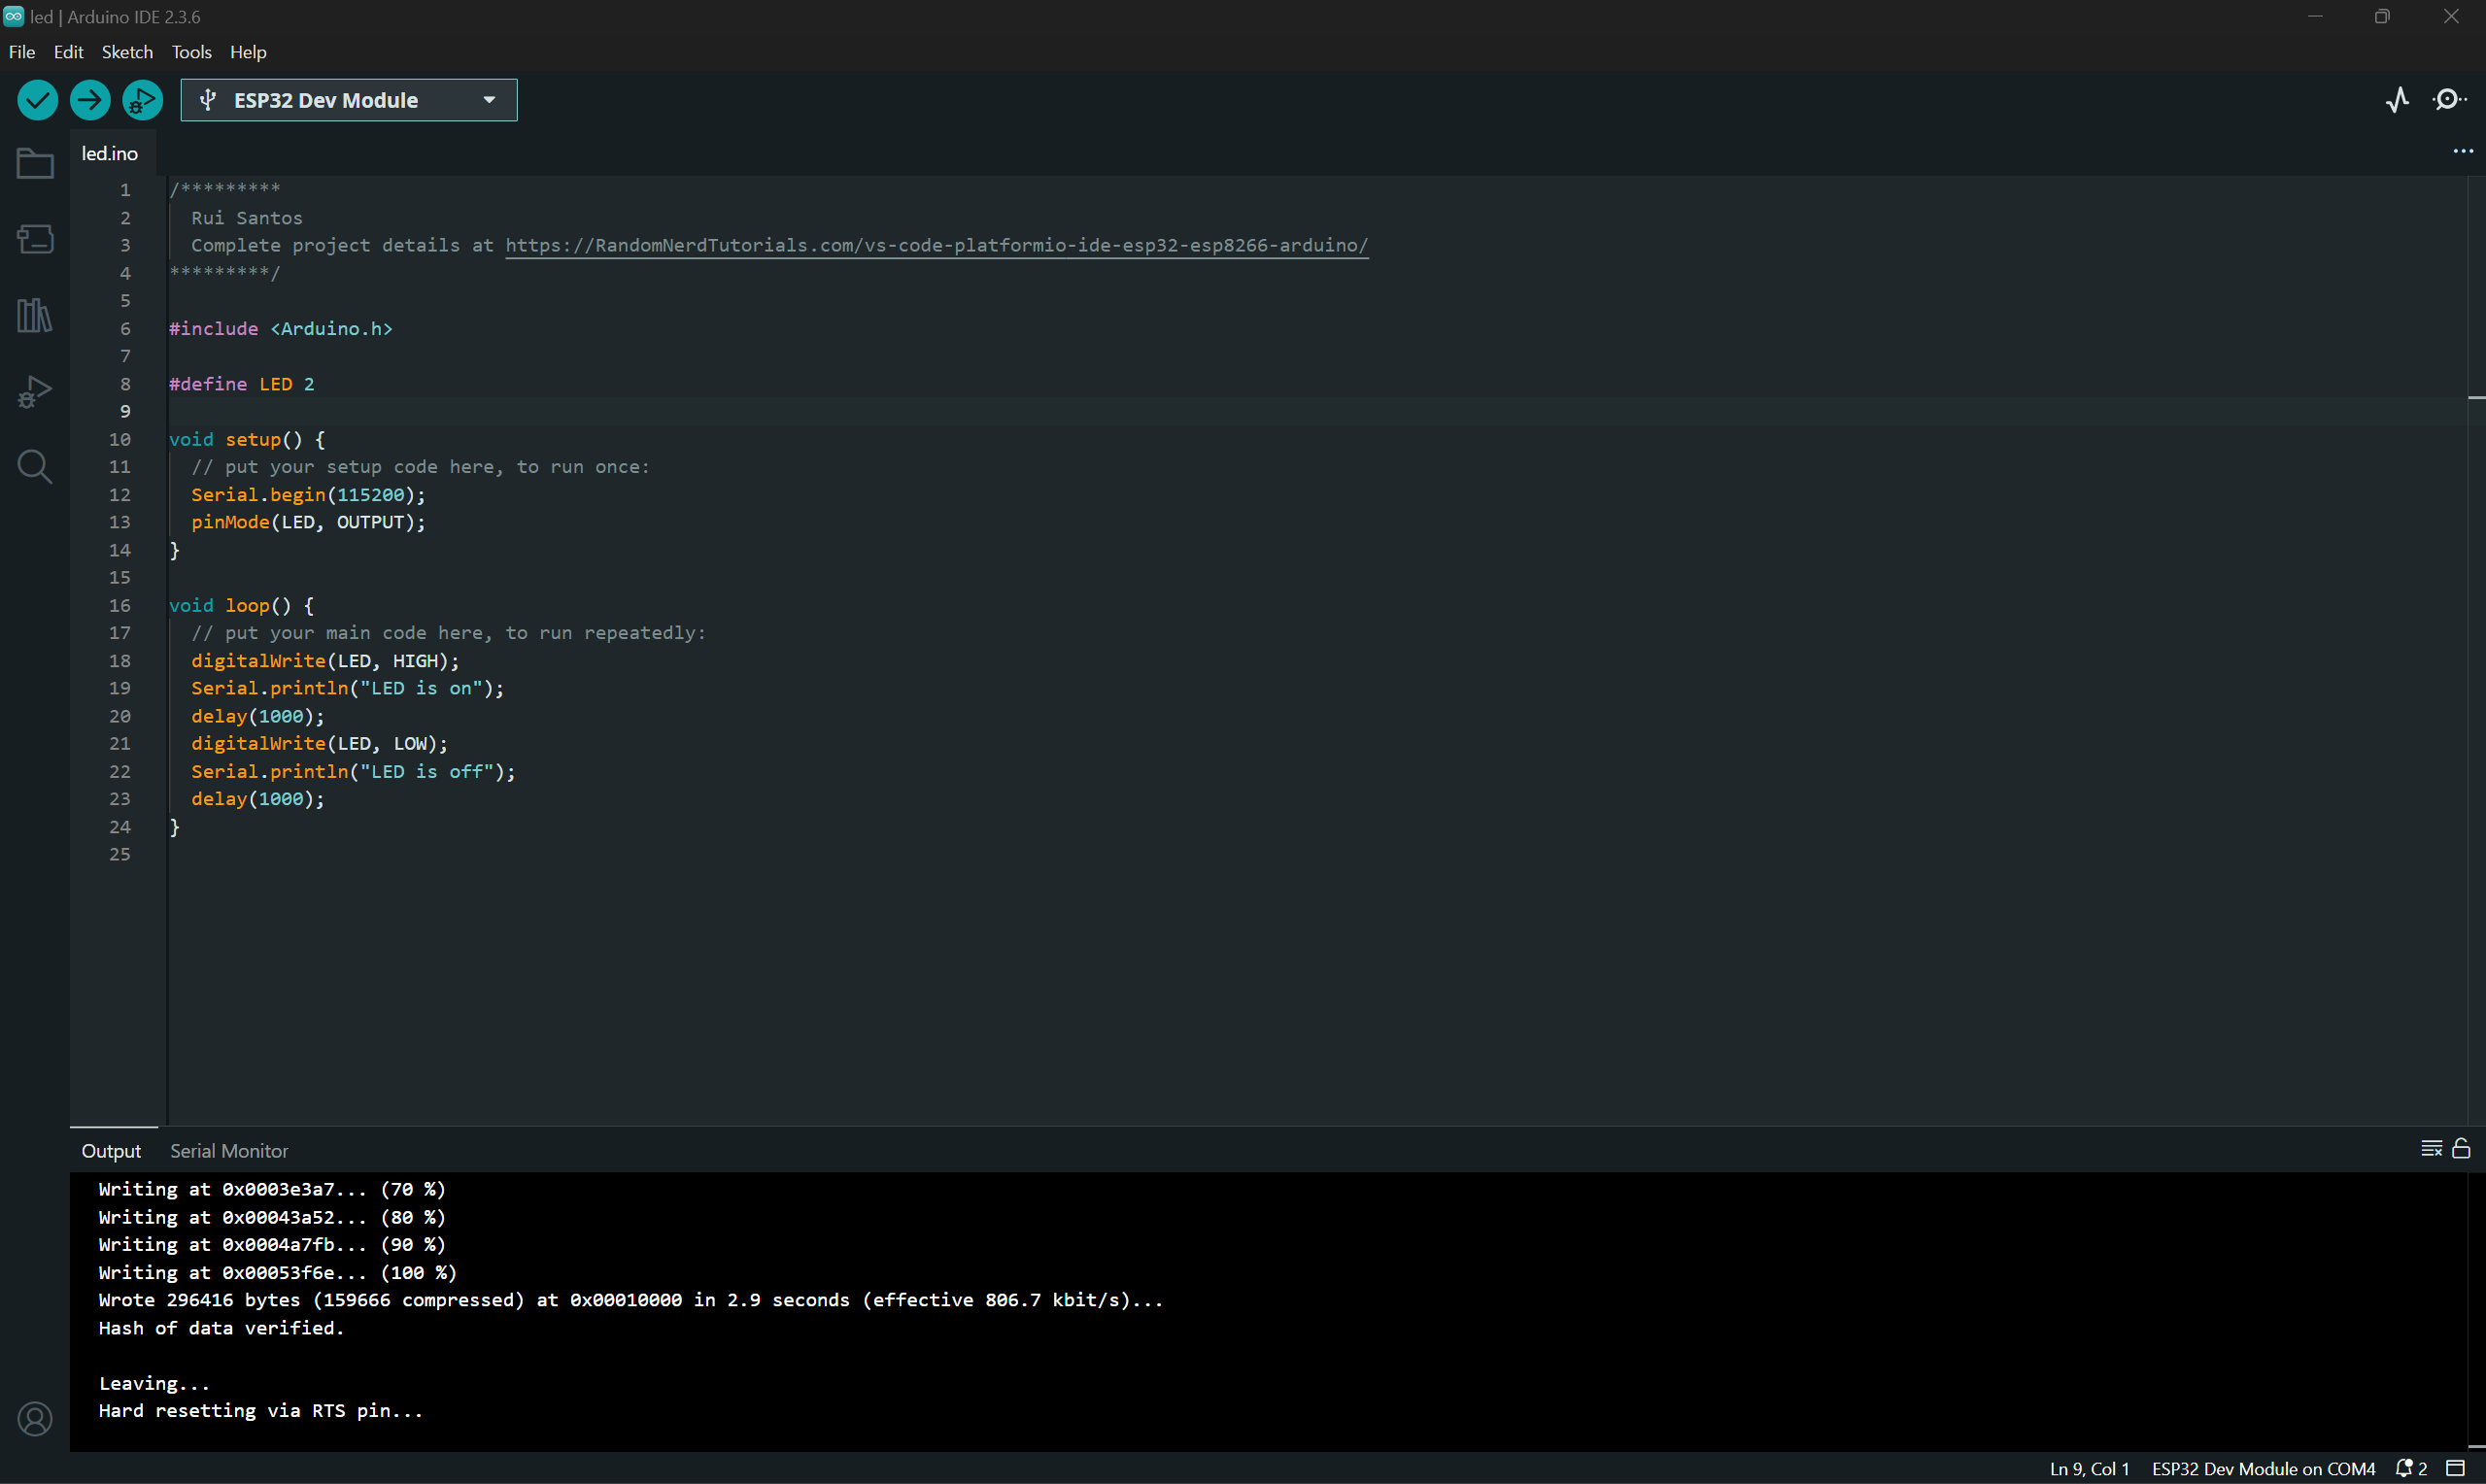 led | Arduino IDE 2.3.6
File Edit Sketch Tools Help
ESP32 Dev Module
led.ino
1 /*********
2   Rui Santos
3   Complete project details at https://RandomNerdTutorials.com/vs-code-platformio-ide-esp32-esp8266-arduino/
4 *********/
5
6 #include <Arduino.h>
7
8 #define LED 2
9
10 void setup() {
11   // put your setup code here, to run once:
12   Serial.begin(115200);
13   pinMode(LED, OUTPUT);
14 }
15
16 void loop() {
17   // put your main code here, to run repeatedly:
18   digitalWrite(LED, HIGH);
19   Serial.println("LED is on");
20   delay(1000);
21   digitalWrite(LED, LOW);
22   Serial.println("LED is off");
23   delay(1000);
24 }
25
Output Serial Monitor
Writing at 0x0003e3a7... (70 %)
Writing at 0x00043a52... (80 %)
Writing at 0x0004a7fb... (90 %)
Writing at 0x00053f6e... (100 %)
Wrote 296416 bytes (159666 compressed) at 0x00010000 in 2.9 seconds (effective 806.7 kbit/s)...
Hash of data verified.
Leaving...
Hard resetting via RTS pin...
Ln 9, Col 1 ESP32 Dev Module on COM4 2